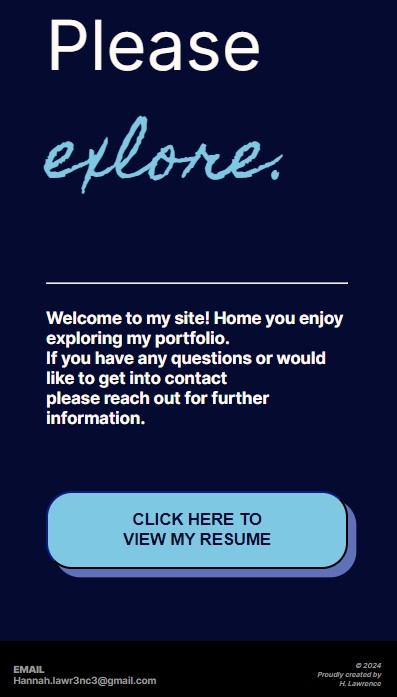 Please
exlore.
Welcome to my site! Home you enjoy
exploring my portfolio.
If you have any questions or would
like to get into contact
please reach out for further
information.
CLICK HERE TO
VIEW MY RESUME
EMAIL
Hannah.lawr3nc3@gmail.com
© 2024
Proudly created by
H. Lawrence